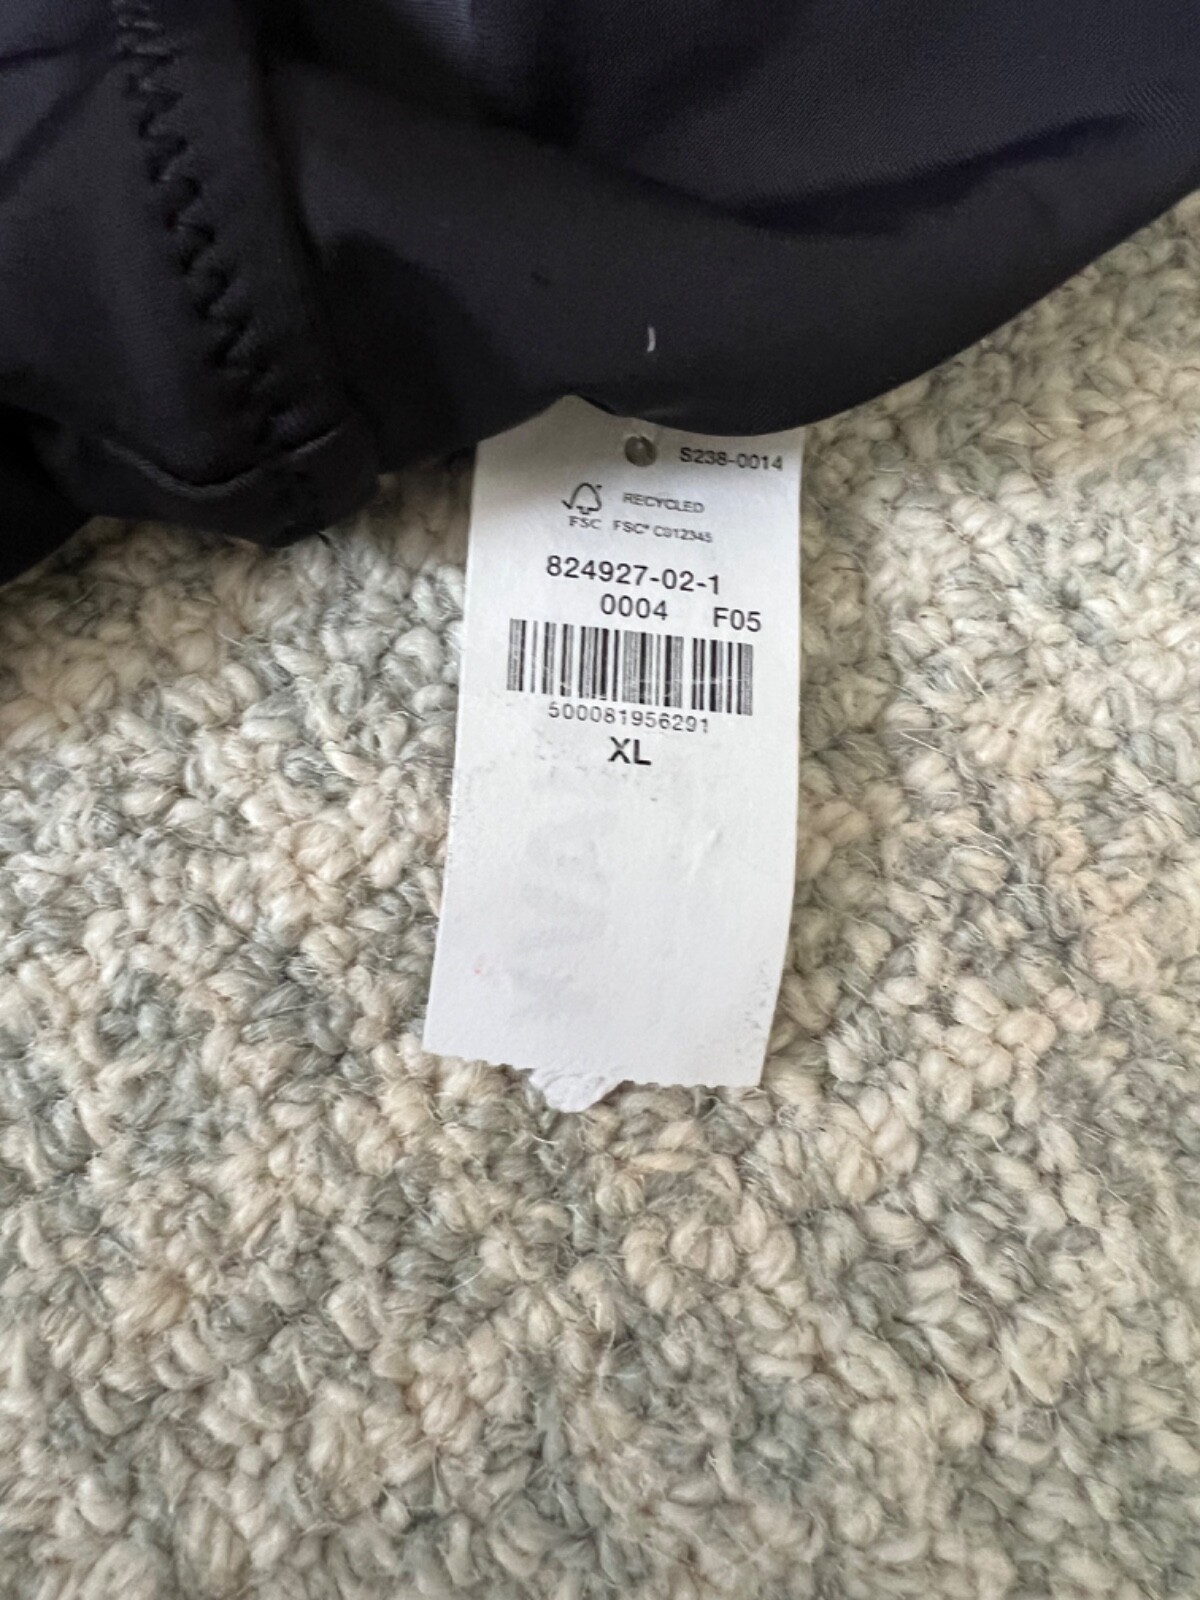 S238-0014
RECYCLED
FSC FSC® C012345
824927-02-1
0004 F05
500081956291
XL